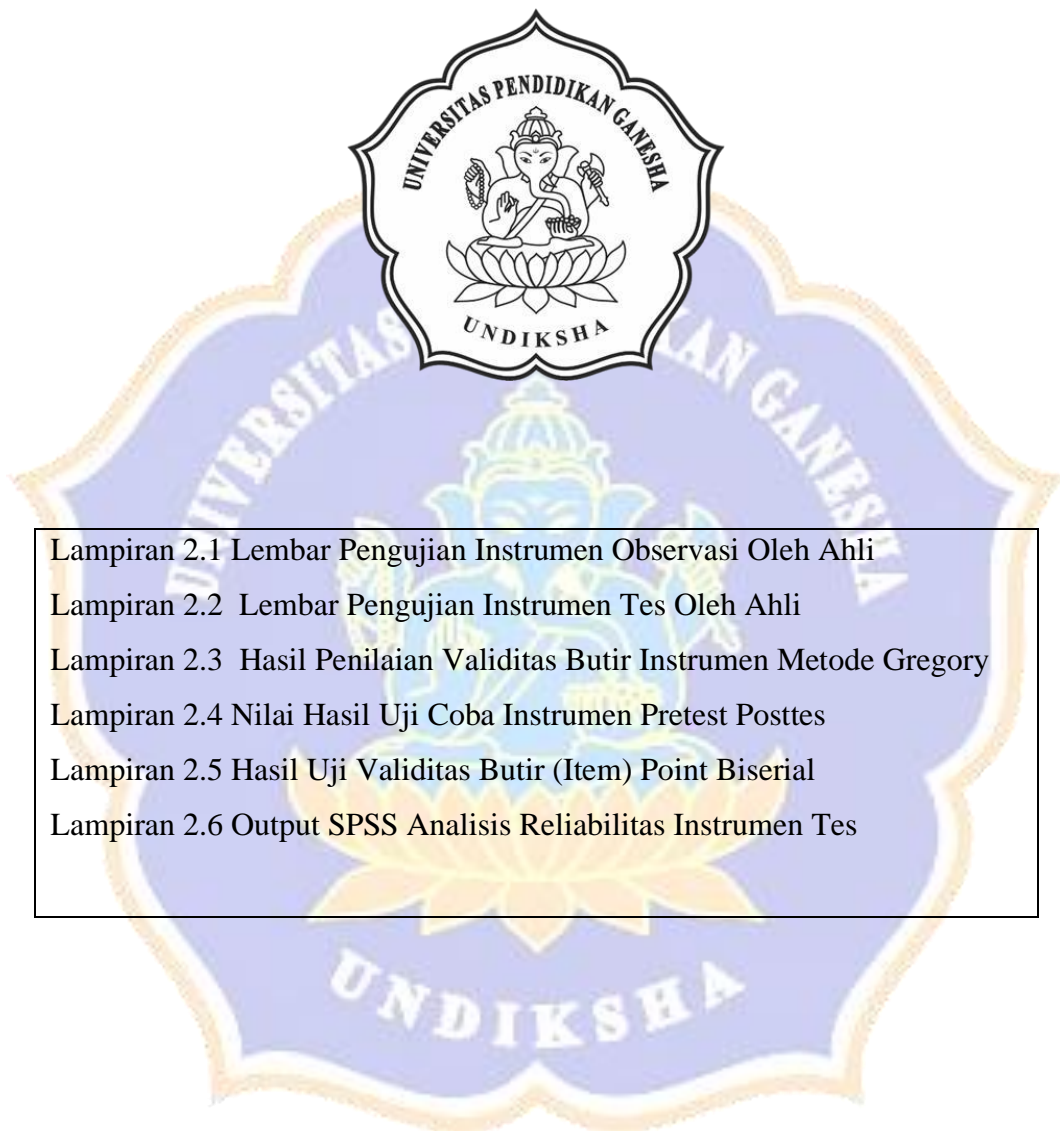 UNIVERSITAS PENDIDIKAN GANESHA
UNDIKSHA
Lampiran 2.1 Lembar Pengujian Instrumen Observasi Oleh Ahli
Lampiran 2.2  Lembar Pengujian Instrumen Tes Oleh Ahli
Lampiran 2.3  Hasil Penilaian Validitas Butir Instrumen Metode Gregory
Lampiran 2.4 Nilai Hasil Uji Coba Instrumen Pretest Posttes
Lampiran 2.5 Hasil Uji Validitas Butir (Item) Point Biserial
Lampiran 2.6 Output SPSS Analisis Reliabilitas Instrumen Tes
UNDIKSHA